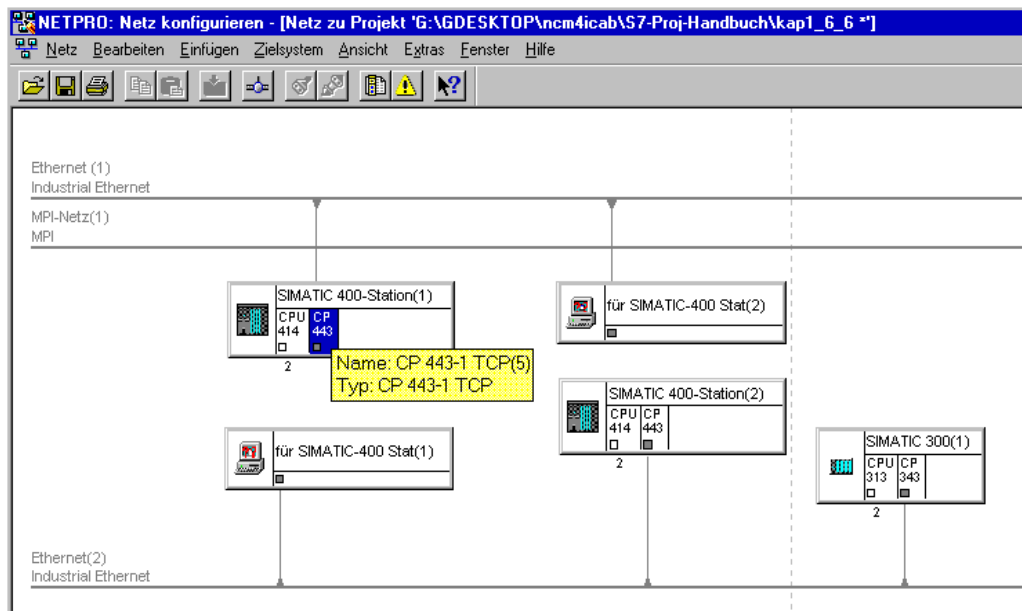 NETPRO: Netz konfigurieren - [Netz zu Projekt 'G:\GDESKTOP\ncm4icab\S7-Proj-Handbuch\kap1_6_6 *']
Netz Bearbeiten Einfügen Zielsystem Ansicht Extras Fenster Hilfe
Ethernet (1)
Industrial Ethernet
MPI-Netz(1)
MPI
SIMATIC 400-Station(1)
CPU CP
414 443
2
Name: CP 443-1 TCP(5)
Typ: CP 443-1 TCP
für SIMATIC-400 Stat(2)
SIMATIC 400-Station(2)
CPU CP
414 443
2
für SIMATIC-400 Stat(1)
SIMATIC 300(1)
CPU CP
313 343
2
Ethernet(2)
Industrial Ethernet